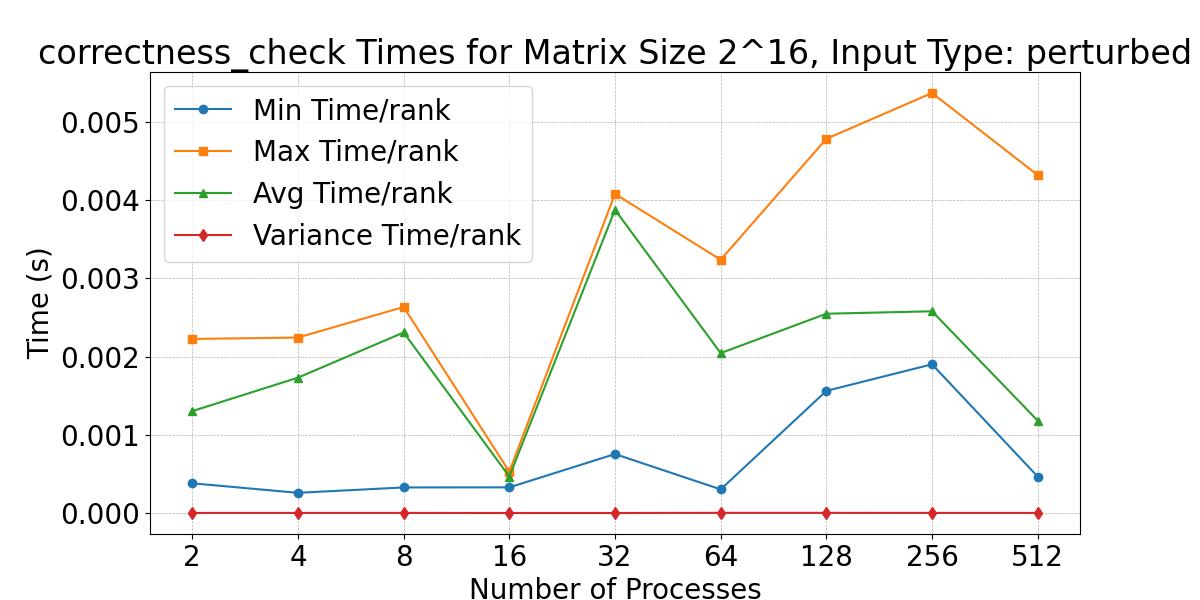 correctness_check Times for Matrix Size 2^16, Input Type: perturbed
Min Time/rank
Max Time/rank
Avg Time/rank
Variance Time/rank
Time (s)
0.005
0.004
0.003
0.002
0.001
0.000
2 4 8 16 32 64 128 256 512
Number of Processes